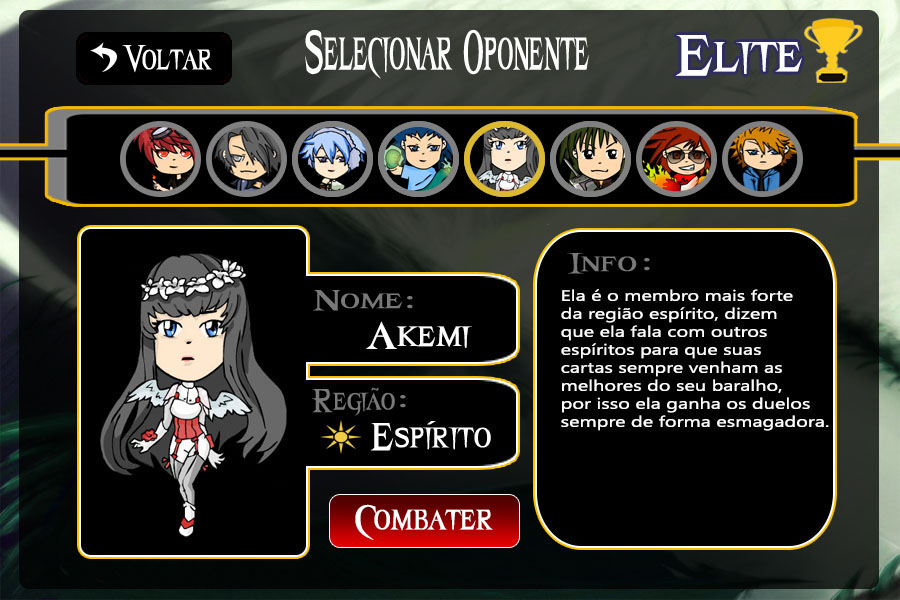 Voltar
Selecionar Oponente
Elite
Info:
Ela é o membro mais forte
da região espírito, dizem
que ela fala com outros
espíritos para que suas
cartas sempre venham as
melhores do seu baralho,
por isso ela ganha os duelos
sempre de forma esmagadora.
Nome:
Akemi
Região:
Espírito
Combater